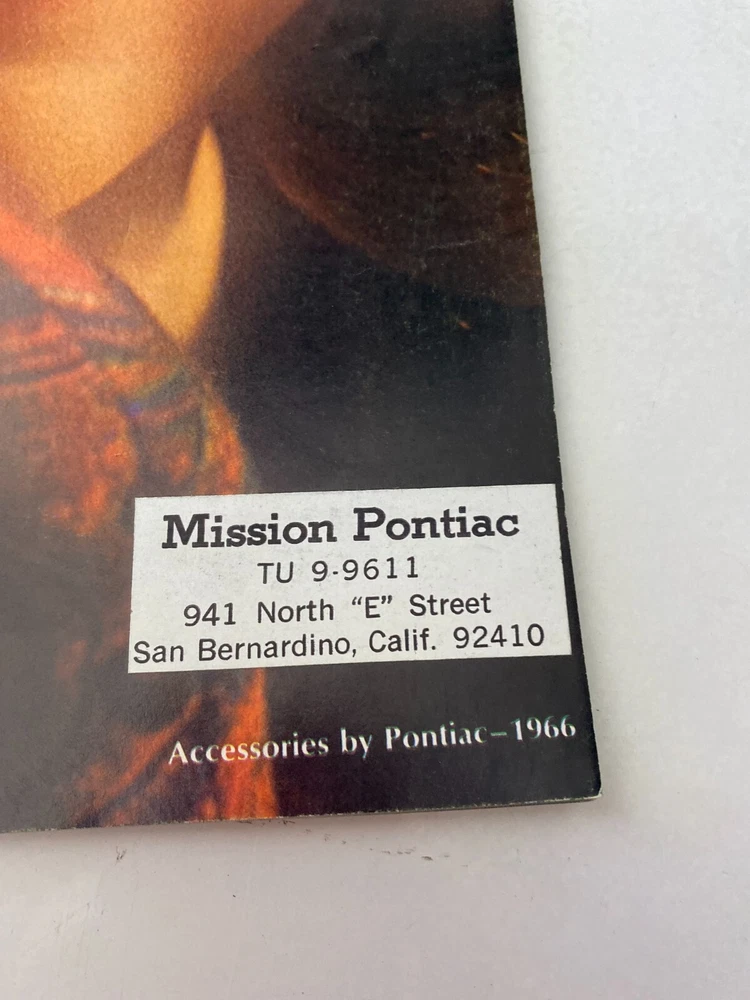 Mission Pontiac
TU 9-9611
941 North “E” Street
San Bernardino, Calif. 92410
Accessories by Pontiac–1966